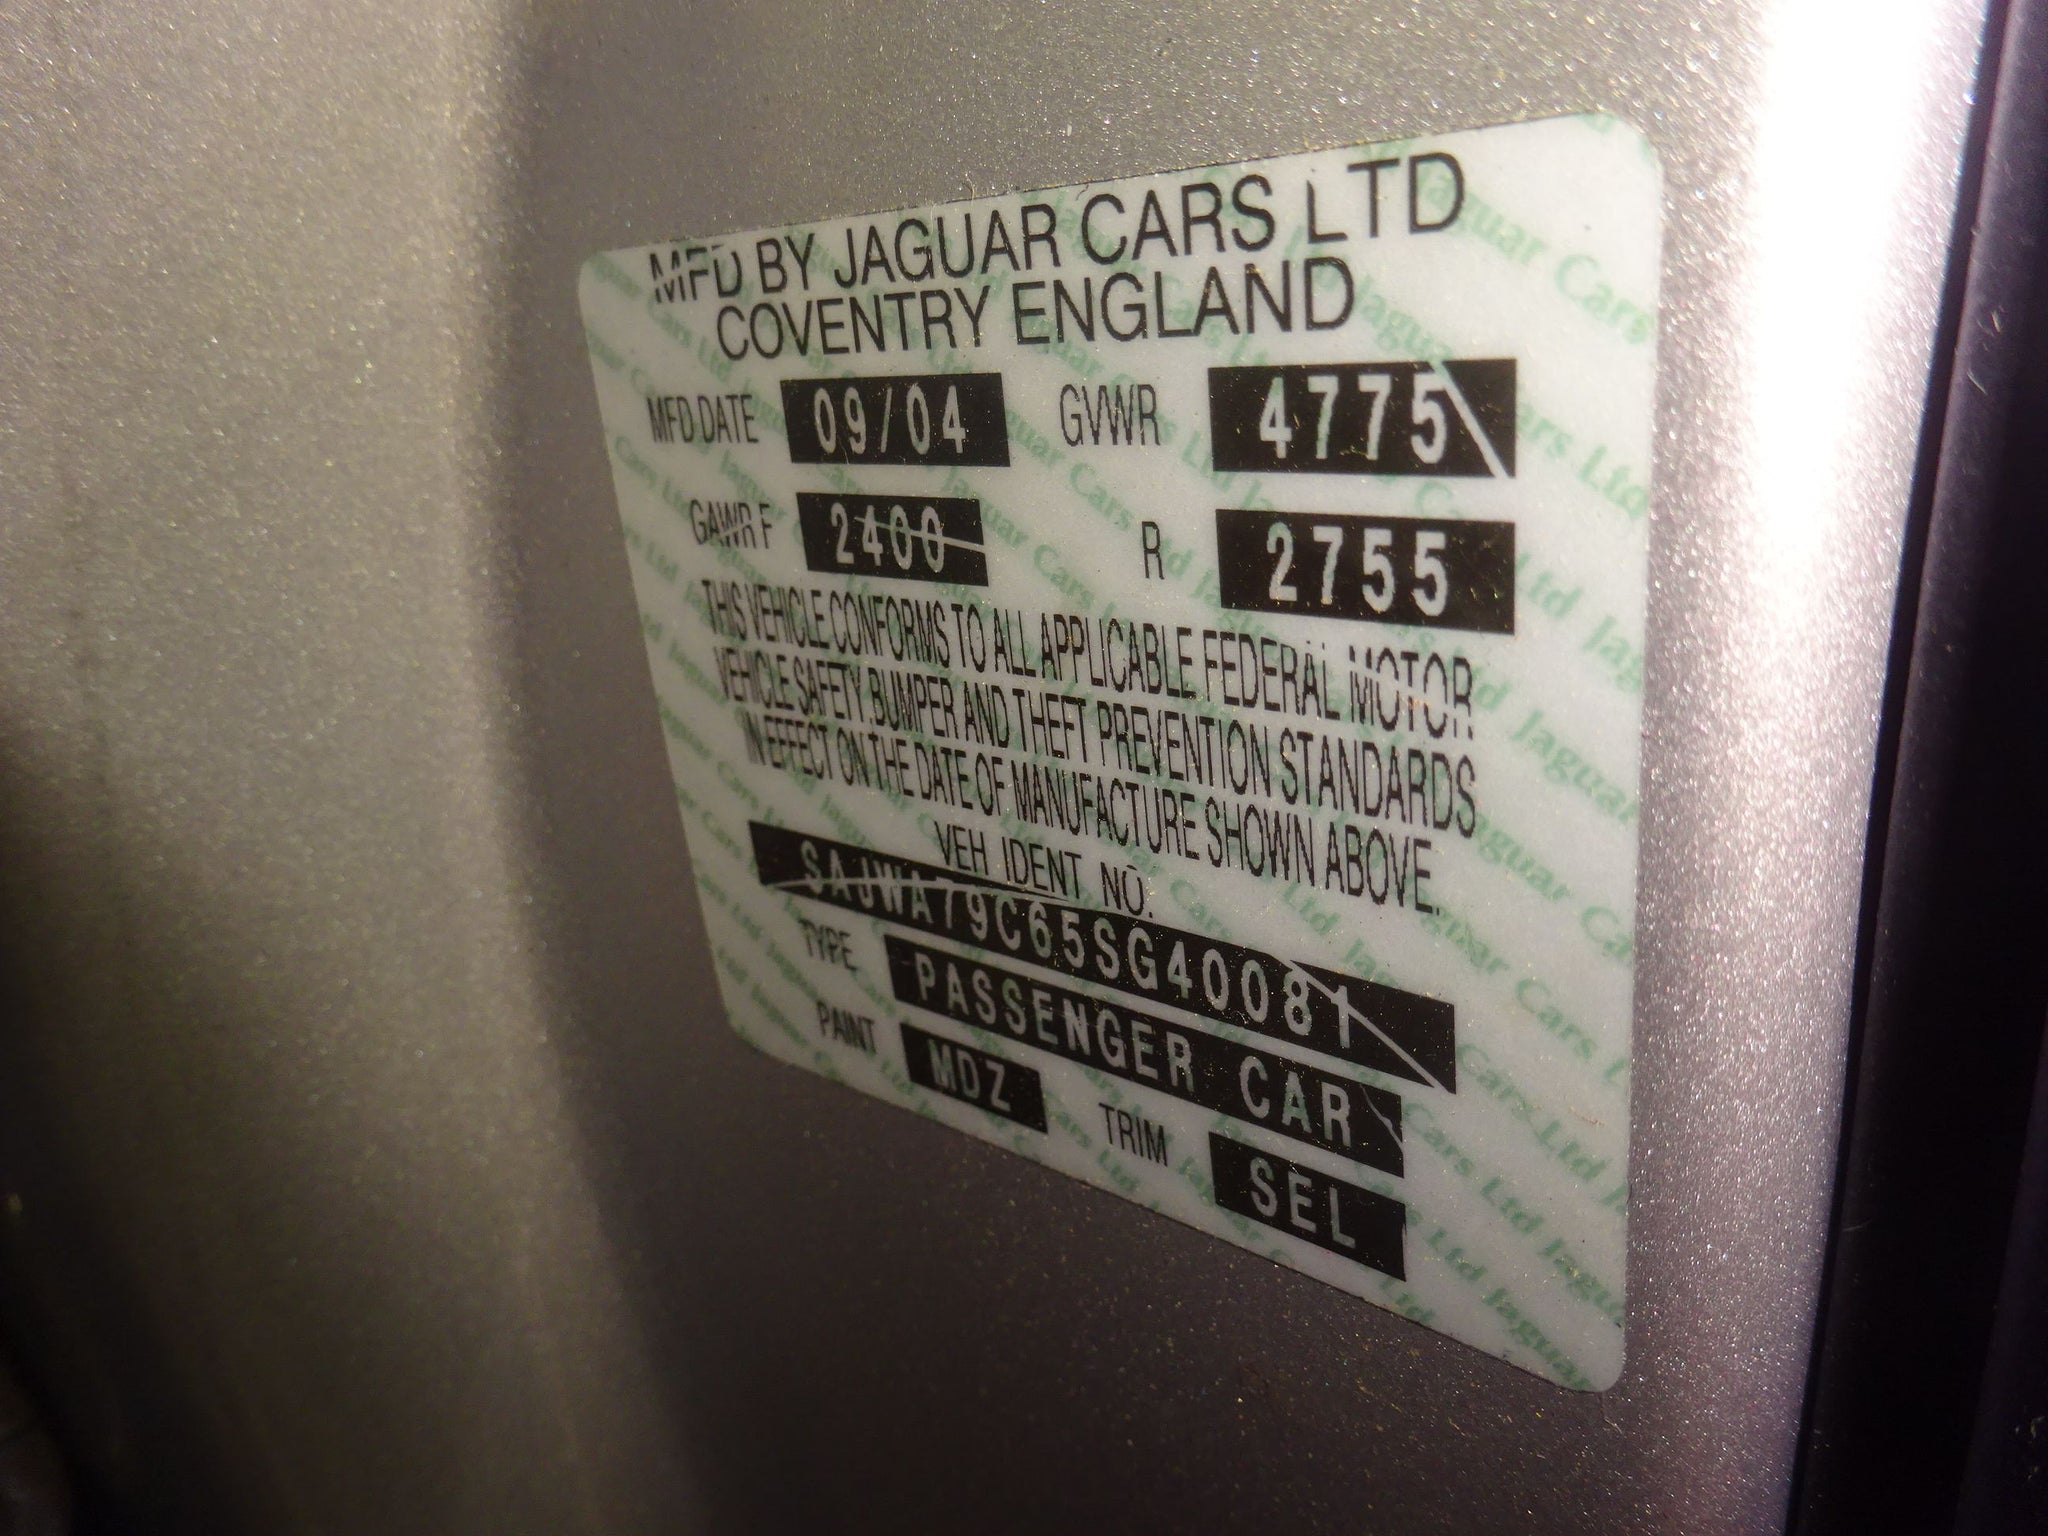 MFD BY JAGUAR CARS LTD
COVENTRY ENGLAND
MFD DATE 09/04 GVWR 4775
GAWR F 2400 R 2755
THIS VEHICLE CONFORMS TO ALL APPLICABLE FEDERAL MOTOR
VEHICLE SAFETY, BUMPER AND THEFT PREVENTION STANDARDS
IN EFFECT ON THE DATE OF MANUFACTURE SHOWN ABOVE.
VEH IDENT NO.
SAJWA79C65SG40081
TYPE PASSENGER CAR
PAINT MDZ TRIM SEL